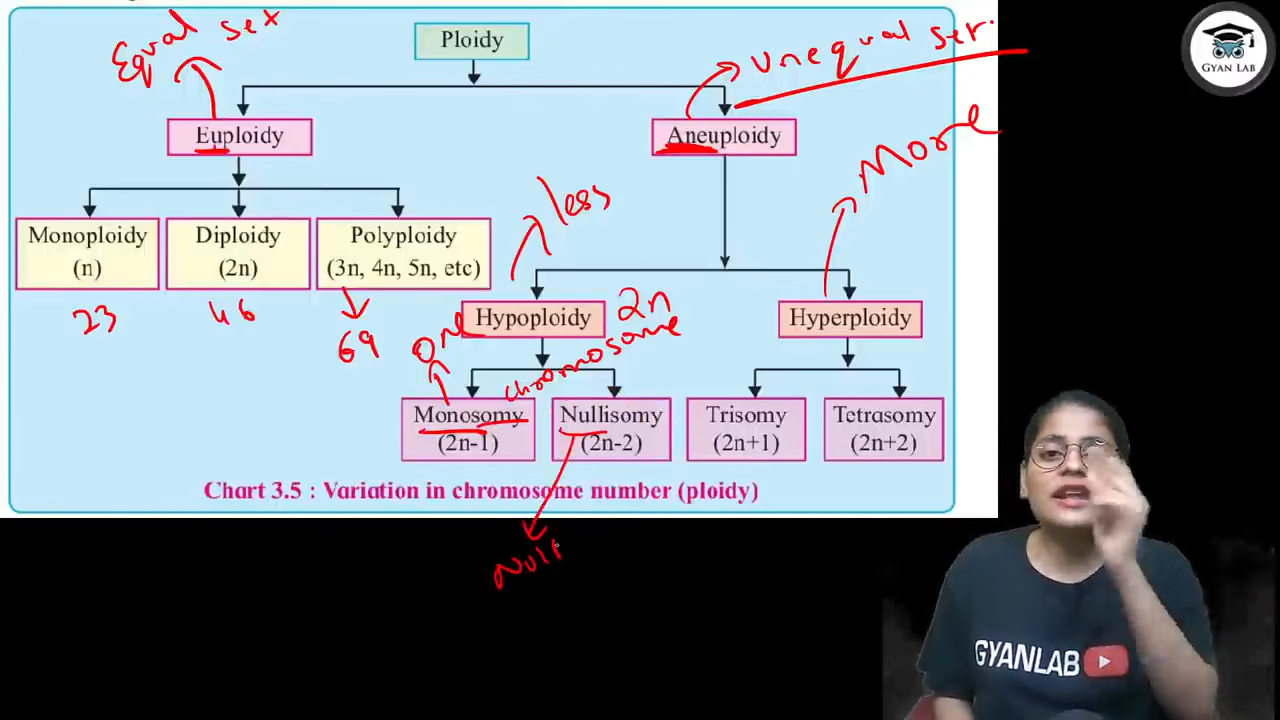 Equal set
Ploidy
Unequal set.
GYAN LAB
Euploidy
Aneuploidy
More
less
Monoploidy
(n)
Diploidy
(2n)
Polyploidy
(3n, 4n, 5n, etc)
23
46
69
Hypoploidy
2n
Hyperploidy
one
chromosome
Monosomy
(2n-1)
Nullisomy
(2n-2)
Trisomy
(2n+1)
Tetrasomy
(2n+2)
Chart 3.5 : Variation in chromosome number (ploidy)
Null
GYANLAB